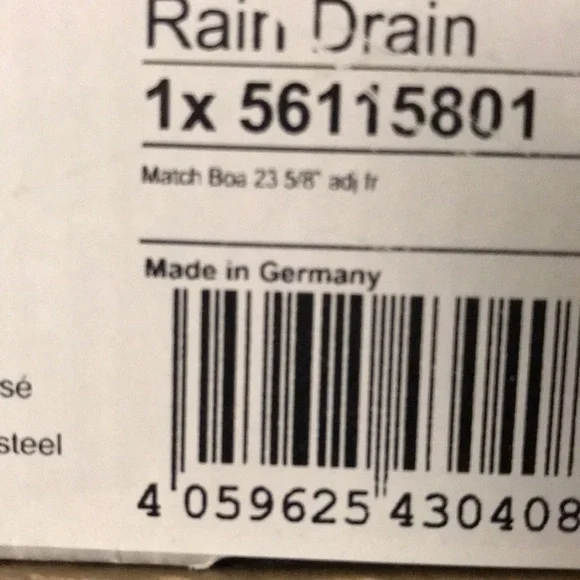 Rain Drain
1x 56115801
Match Boa 23 5/8" adj fr
Made in Germany
sé
steel
4 059625 430408